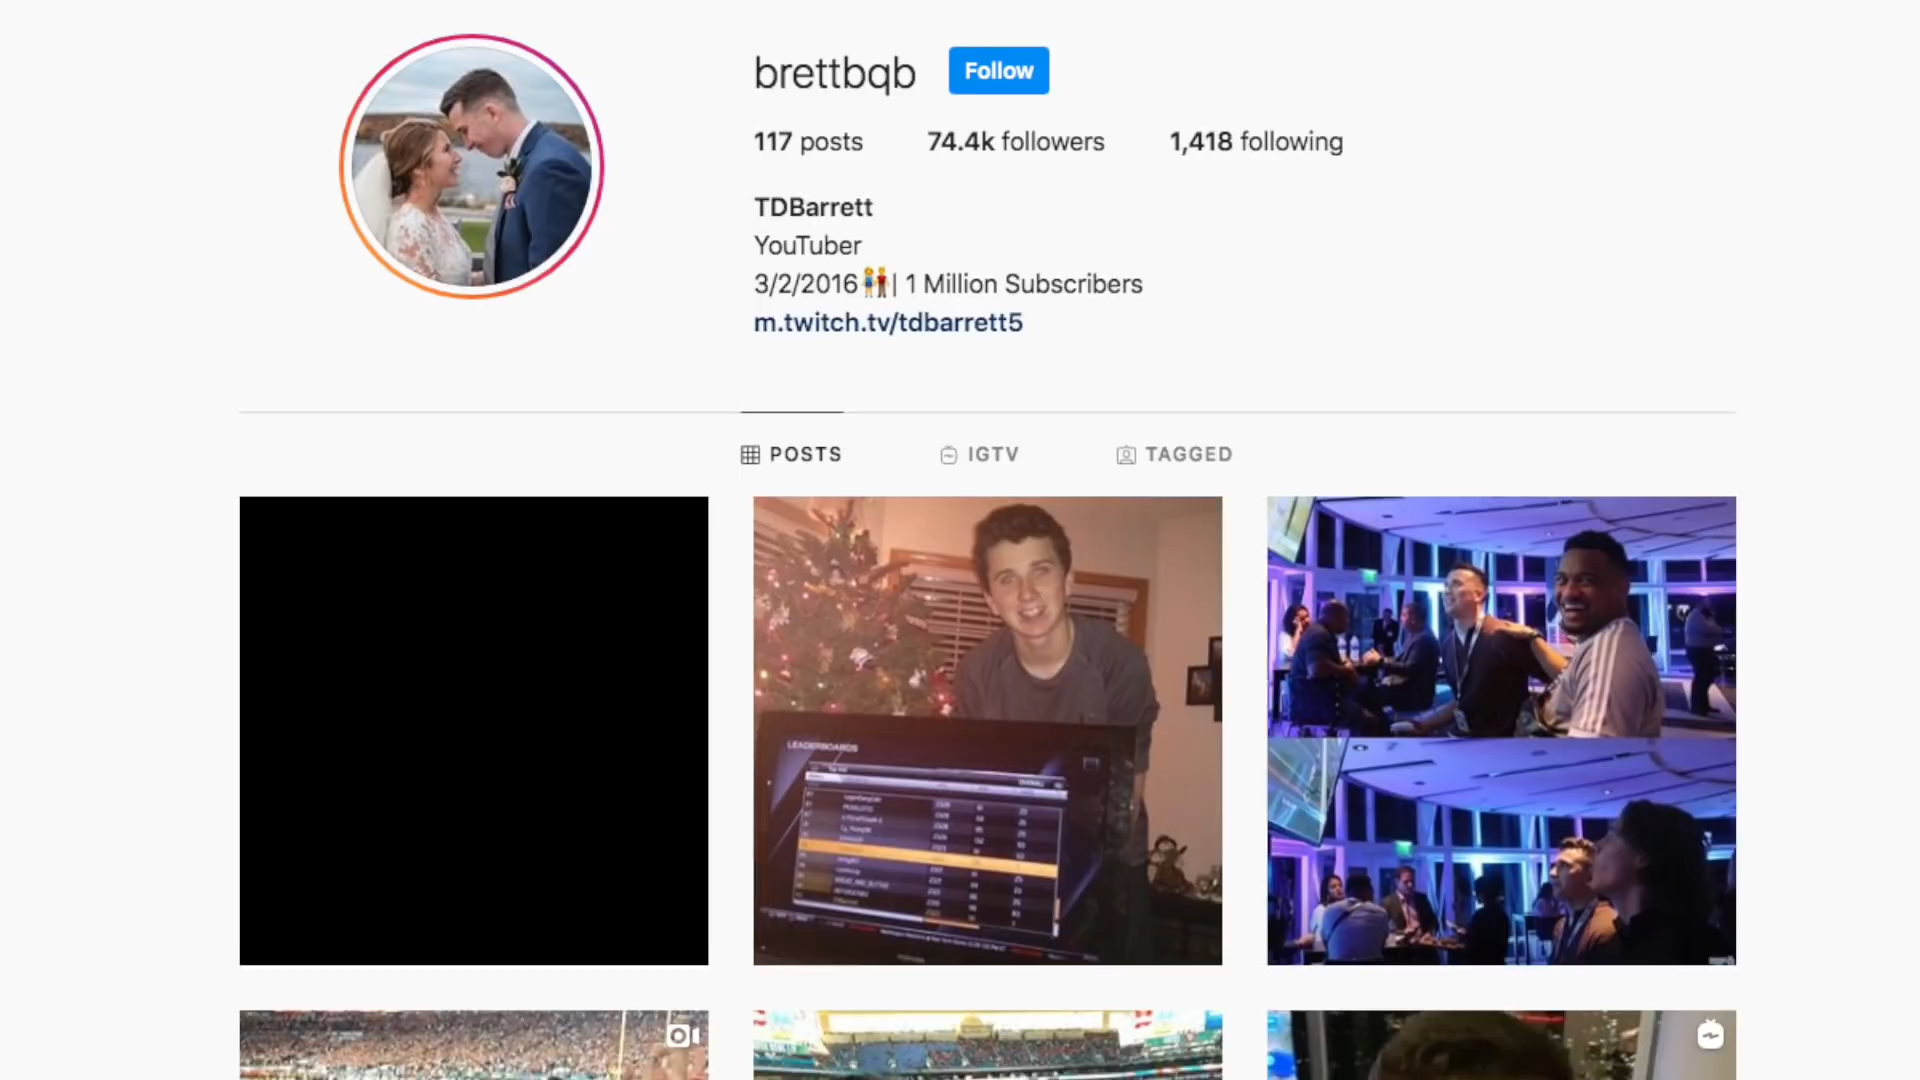 brettbqb
Follow
117 posts
74.4k followers
1,418 following
TDBarrett
YouTuber
3/2/2016👫| 1 Million Subscribers
m.twitch.tv/tdbarrett5
POSTS
IGTV
TAGGED
LEADERBOARDS